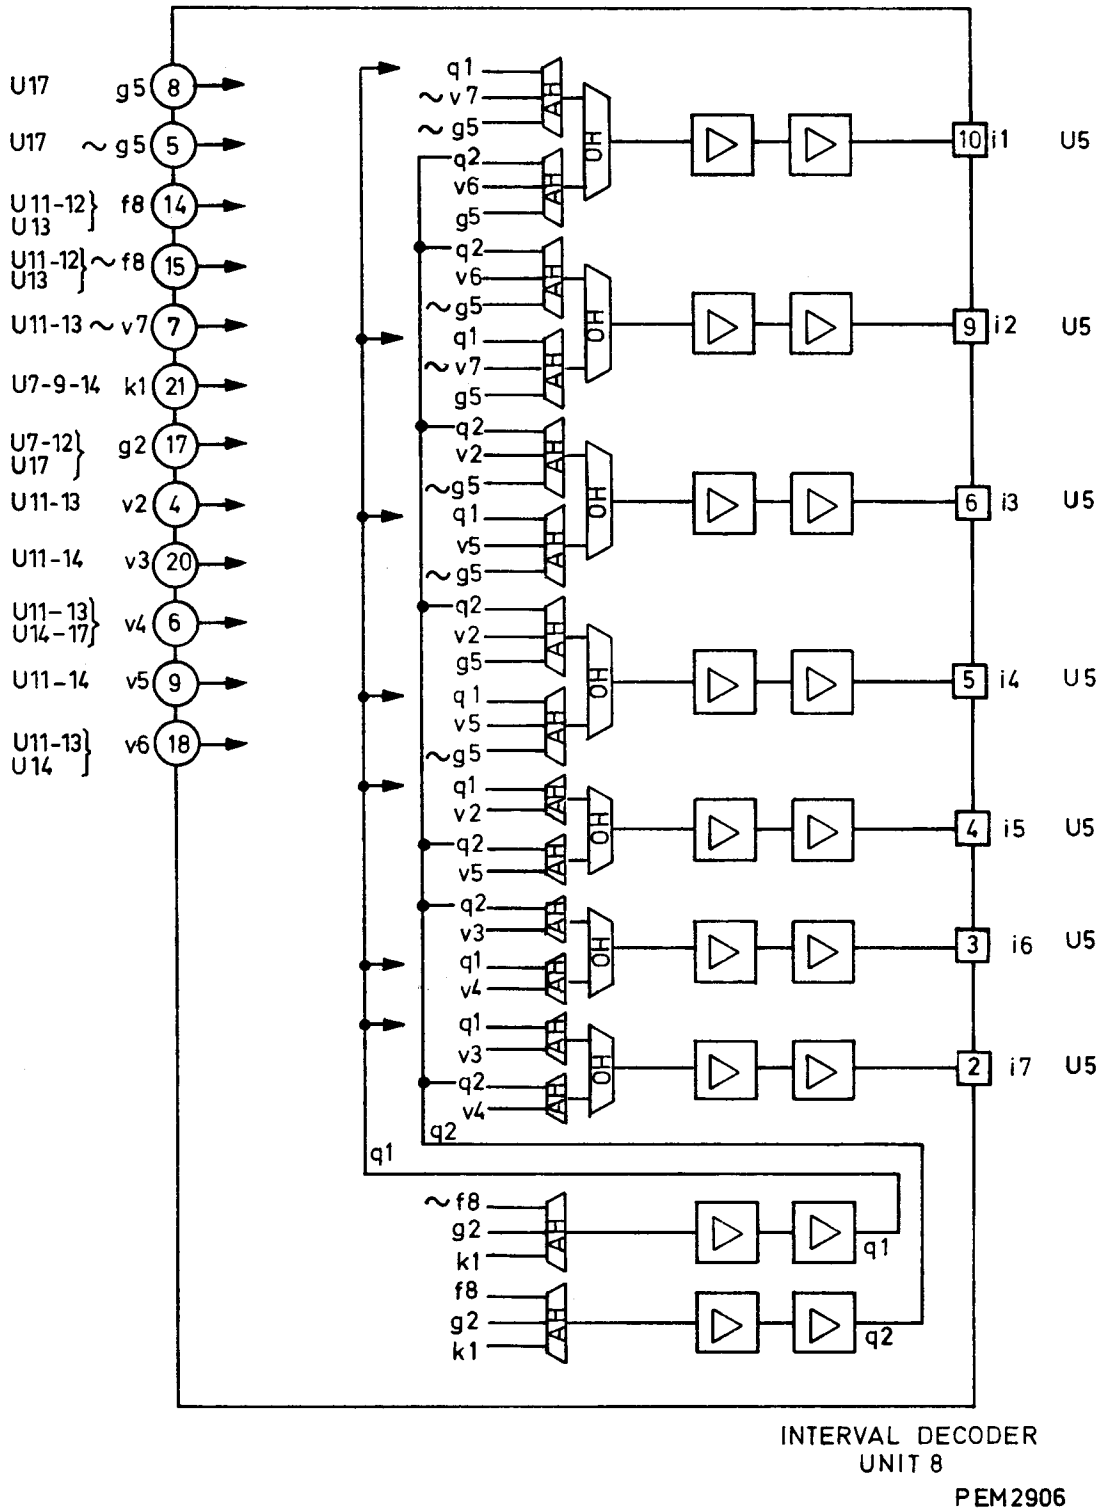 U17 g5 8
U17 ~g5 5
U11-12} f8 14
U13
U11-12} ~f8 15
U13
U11-13 ~v7 7
U7-9-14 k1 21
U7-12} g2 17
U17
U11-13 v2 4
U11-14 v3 20
U11-13} v4 6
U14-17
U11-14 v5 9
U11-13} v6 18
U14
q1
~v7 AH
~g5
OH 10 i1 U5
q2
v6 AH
g5
q2
v6 AH
~g5
OH 9 i2 U5
q1
~v7 AH
g5
q2
v2 AH
~g5
OH 6 i3 U5
q1
v5 AH
~g5
q2
v2 AH
g5
OH 5 i4 U5
q1
v5 AH
~g5
q1
v2 AH
OH 4 i5 U5
q2
v5 AH
q2
v3 AH
OH 3 i6 U5
q1
v4 AH
q1
v3 AH
OH 2 i7 U5
q2
v4 AH
q2
q1
~f8
g2 AH q1
k1
f8
g2 AH q2
k1
INTERVAL DECODER
UNIT 8
PEM2906